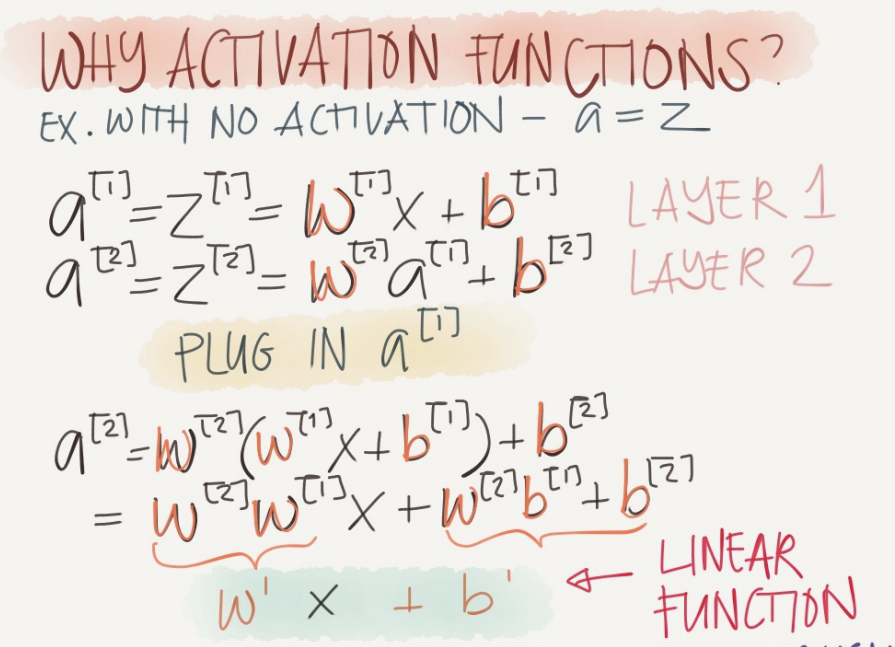 WHY ACTIVATION FUNCTIONS?
EX. WITH NO ACTIVATION - a = z
a[1] = z[1] = w[1] x + b[1] LAYER 1
a[2] = z[2] = w[2] a[1] + b[2] LAYER 2
PLUG IN a[1]
a[2] = w[2] (w[1] x + b[1]) + b[2]
= w[2] w[1] x + w[2] b[1] + b[2]
w' x + b' LINEAR
FUNCTION